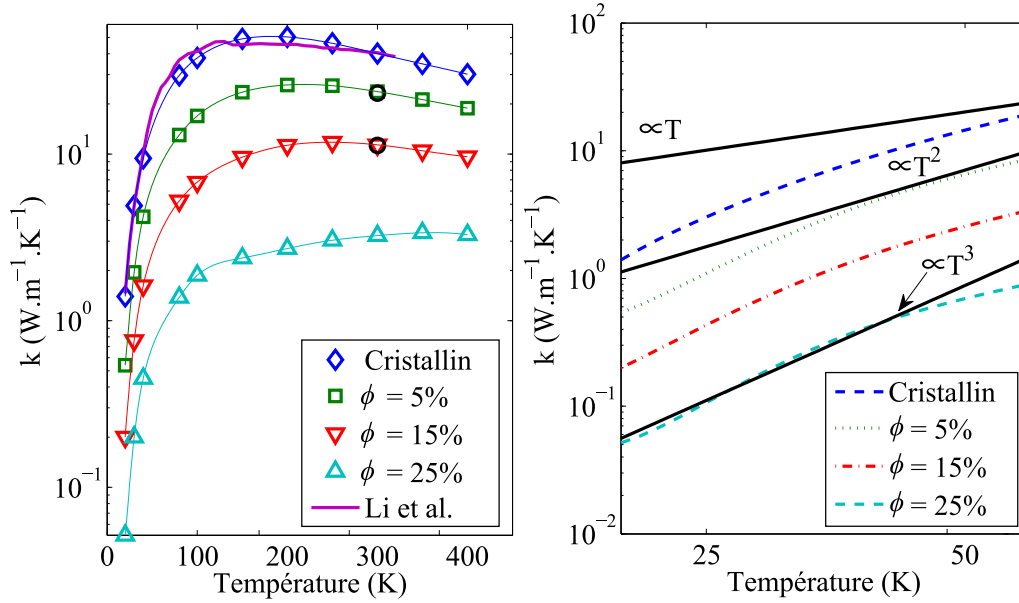 k (W.m⁻¹.K⁻¹)
10¹
10⁰
10⁻¹
0
100
200
300
400
Température (K)
Cristallin
ϕ = 5%
ϕ = 15%
ϕ = 25%
Li et al.
k (W.m⁻¹.K⁻¹)
10²
10¹
10⁰
10⁻¹
10⁻²
25
50
Température (K)
∝T
∝T²
∝T³
Cristallin
ϕ = 5%
ϕ = 15%
ϕ = 25%